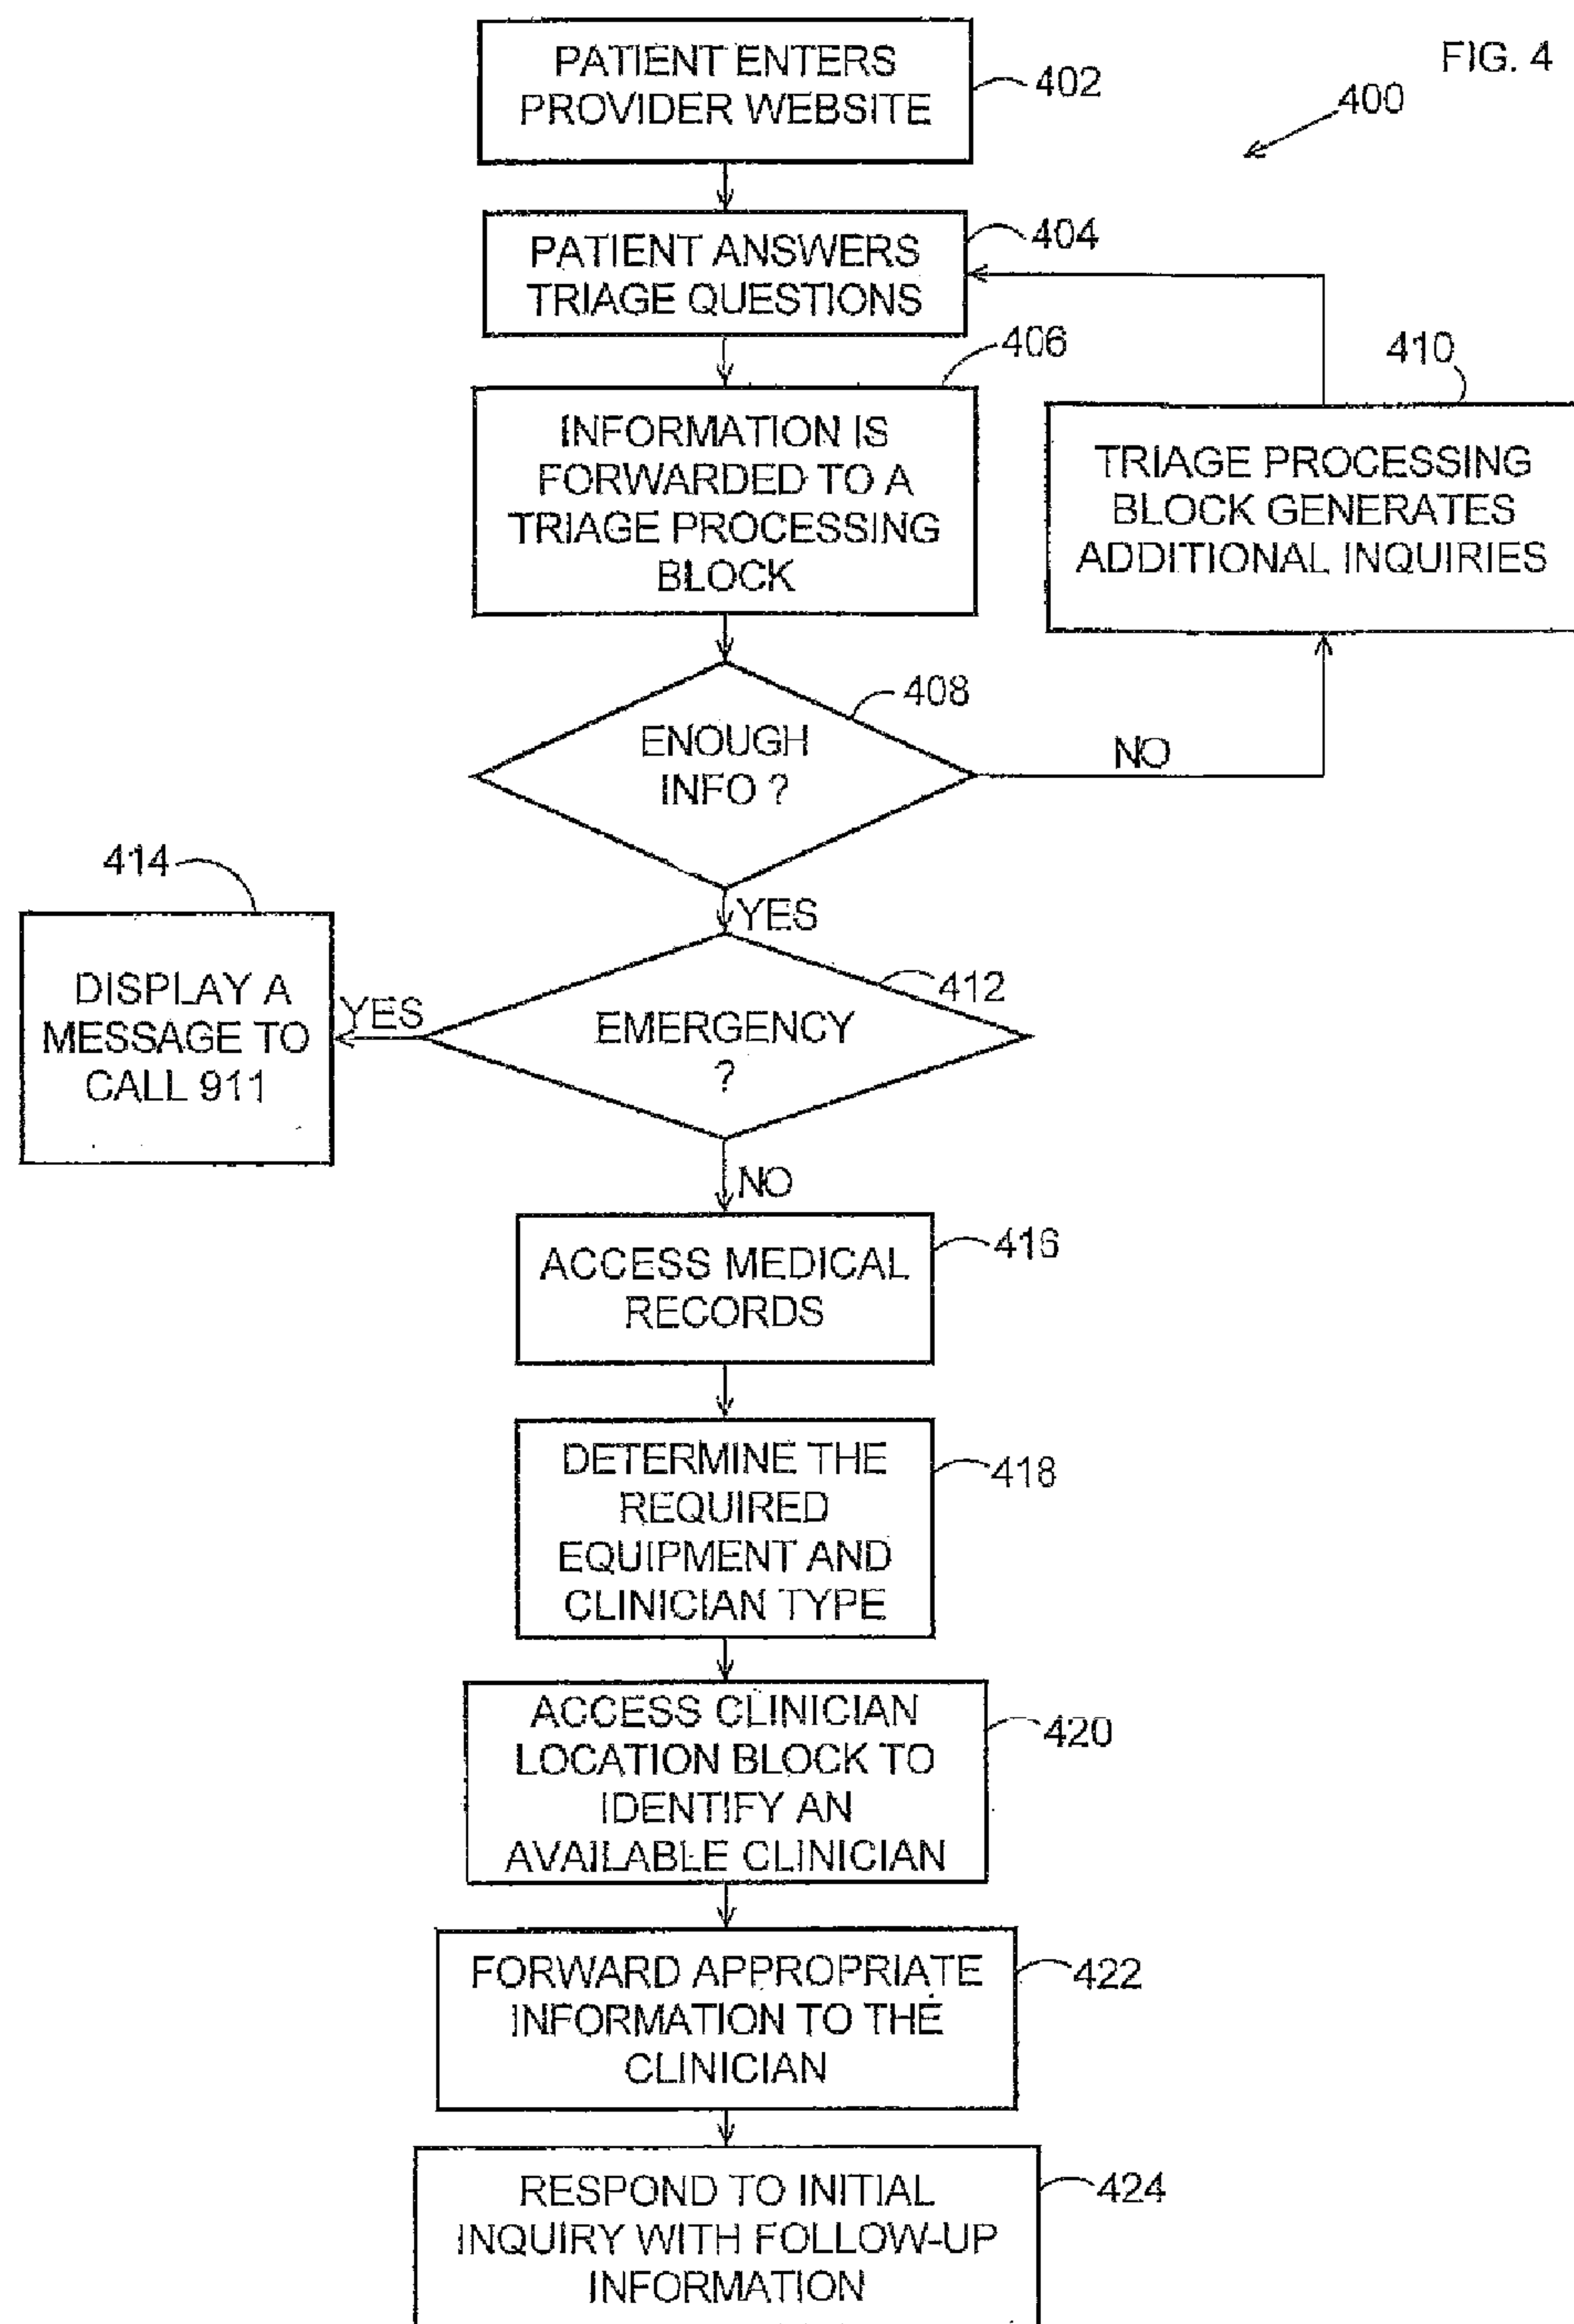 FIG. 4
400
PATIENT ENTERS
PROVIDER WEBSITE
402
PATIENT ANSWERS
TRIAGE QUESTIONS
404
INFORMATION IS
FORWARDED TO A
TRIAGE PROCESSING
BLOCK
406
TRIAGE PROCESSING
BLOCK GENERATES
ADDITIONAL INQUIRIES
410
ENOUGH
INFO ?
408
NO
YES
EMERGENCY
?
412
YES
DISPLAY A
MESSAGE TO
CALL 911
414
NO
ACCESS MEDICAL
RECORDS
416
DETERMINE THE
REQUIRED
EQUIPMENT AND
CLINICIAN TYPE
418
ACCESS CLINICIAN
LOCATION BLOCK TO
IDENTIFY AN
AVAILABLE CLINICIAN
420
FORWARD APPROPRIATE
INFORMATION TO THE
CLINICIAN
422
RESPOND TO INITIAL
INQUIRY WITH FOLLOW-UP
INFORMATION
424